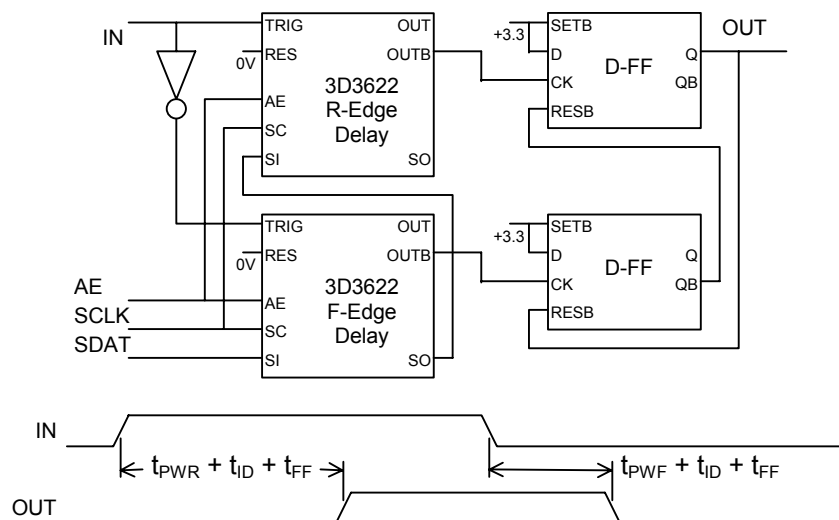 IN
TRIG OUT
0V RES OUTB
3D3622
R-Edge
Delay
AE
SC
SI SO
+3.3 SETB
D
CK
RESB
D-FF
Q
QB
OUT
TRIG OUT
0V RES OUTB
3D3622
F-Edge
Delay
AE
SC
SI SO
+3.3 SETB
D
CK
RESB
D-FF
Q
QB
AE
SCLK
SDAT
IN
tPWR + tID + tFF
tPWF + tID + tFF
OUT